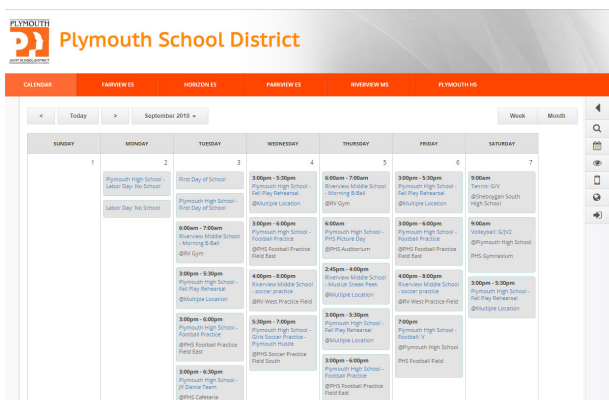 PLYMOUTH
JOINT SCHOOL DISTRICT
Plymouth School District
CALENDAR
FAIRVIEW ES
HORIZON ES
PARKVIEW ES
RIVERVIEW MS
PLYMOUTH HS
<
Today
>
September 2019
Week
Month
SUNDAY
MONDAY
TUESDAY
WEDNESDAY
THURSDAY
FRIDAY
SATURDAY
1
2
Plymouth High School -
Labor Day- No School
Labor Day- No School
3
First Day of School
Plymouth High School -
First Day of School
6:00am - 7:00am
Riverview Middle School
- Morning B-Ball
@RV Gym
3:00pm - 5:30pm
Plymouth High School -
Fall Play Rehearsal
@Multiple Location
3:00pm - 6:00pm
Plymouth High School -
Football Practice
@PHS Football Practice
Field East
3:00pm - 6:30pm
Plymouth High School -
JV Dance Team
@PHS Cafeteria
4
3:00pm - 5:30pm
Plymouth High School -
Fall Play Rehearsal
@Multiple Location
3:00pm - 6:00pm
Plymouth High School -
Football Practice
@PHS Football Practice
Field East
4:00pm - 8:00pm
Riverview Middle School
- soccer practice
@RV West Practice Field
5:30pm - 7:00pm
Plymouth High School -
Girls Soccer Practice -
Plymouth Hustle
@PHS Soccer Practice
Field South
5
6:00am - 7:00am
Riverview Middle School
- Morning B-Ball
@RV Gym
6:00am
Plymouth High School -
PHS Picture Day
@PHS Auditorium
2:45pm - 4:00pm
Riverview Middle School
- Musical Sneak Peek
@Multiple Location
3:00pm - 5:30pm
Plymouth High School -
Fall Play Rehearsal
@Multiple Location
3:00pm - 6:00pm
Plymouth High School -
Football Practice
@PHS Football Practice
Field East
6
3:00pm - 5:30pm
Plymouth High School -
Fall Play Rehearsal
@Multiple Location
3:00pm - 6:00pm
Plymouth High School -
Football Practice
@PHS Football Practice
Field East
4:00pm - 8:00pm
Riverview Middle School
- soccer practice
@RV West Practice Field
7:00pm
Plymouth High School -
Football: V
@Plymouth High School
PHS Football Field
7
9:00am
Tennis: G/V
@Sheboygan South
High School
9:00am
Volleyball: G/JV2
@Plymouth High School
PHS Gymnasium
3:00pm - 5:30pm
Plymouth High School -
Fall Play Rehearsal
@Multiple Location